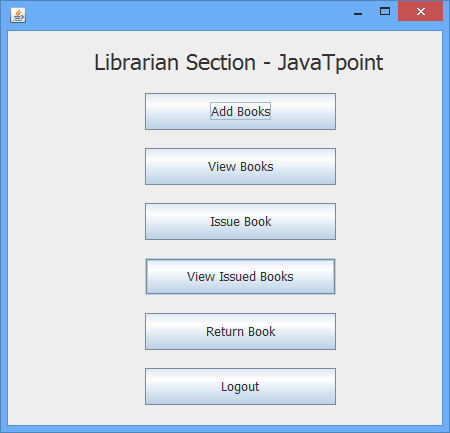 Librarian Section - JavaTpoint
Add Books
View Books
Issue Book
View Issued Books
Return Book
Logout